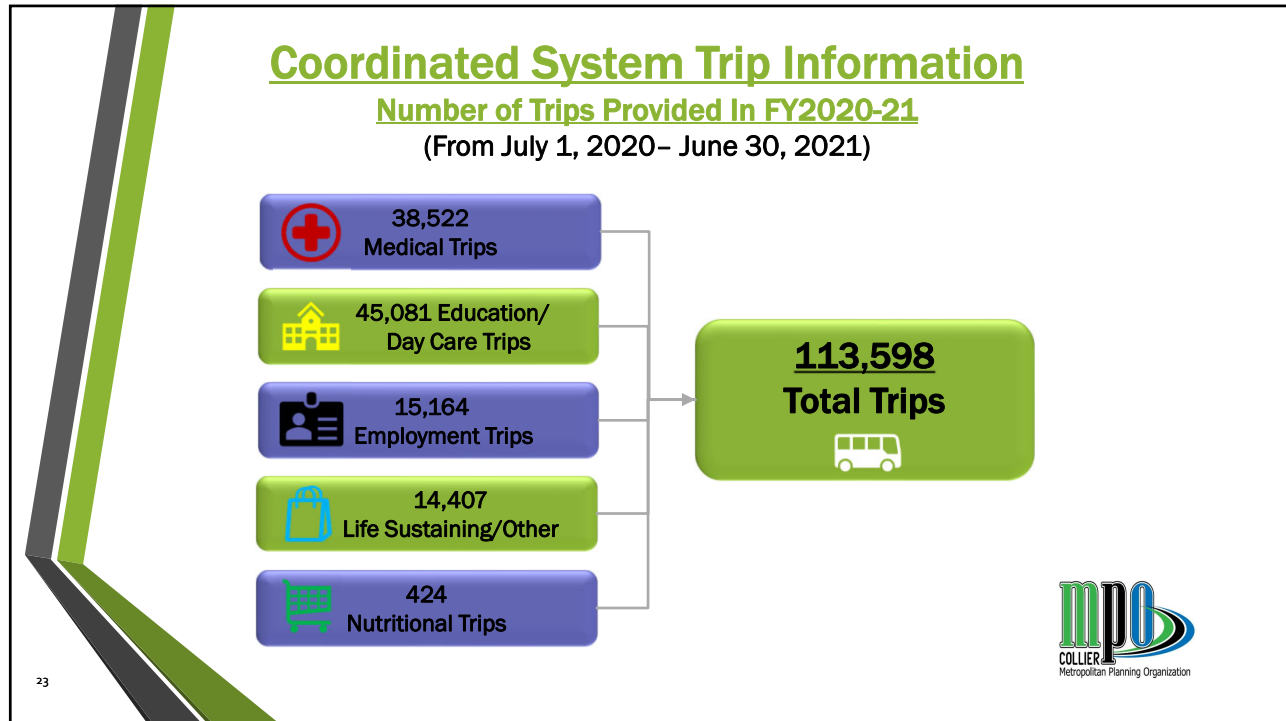 Coordinated System Trip Information
Number of Trips Provided In FY2020-21
(From July 1, 2020– June 30, 2021)
38,522
Medical Trips
45,081 Education/
Day Care Trips
15,164
Employment Trips
14,407
Life Sustaining/Other
424
Nutritional Trips
113,598
Total Trips
mpo
COLLIER
Metropolitan Planning Organization
23